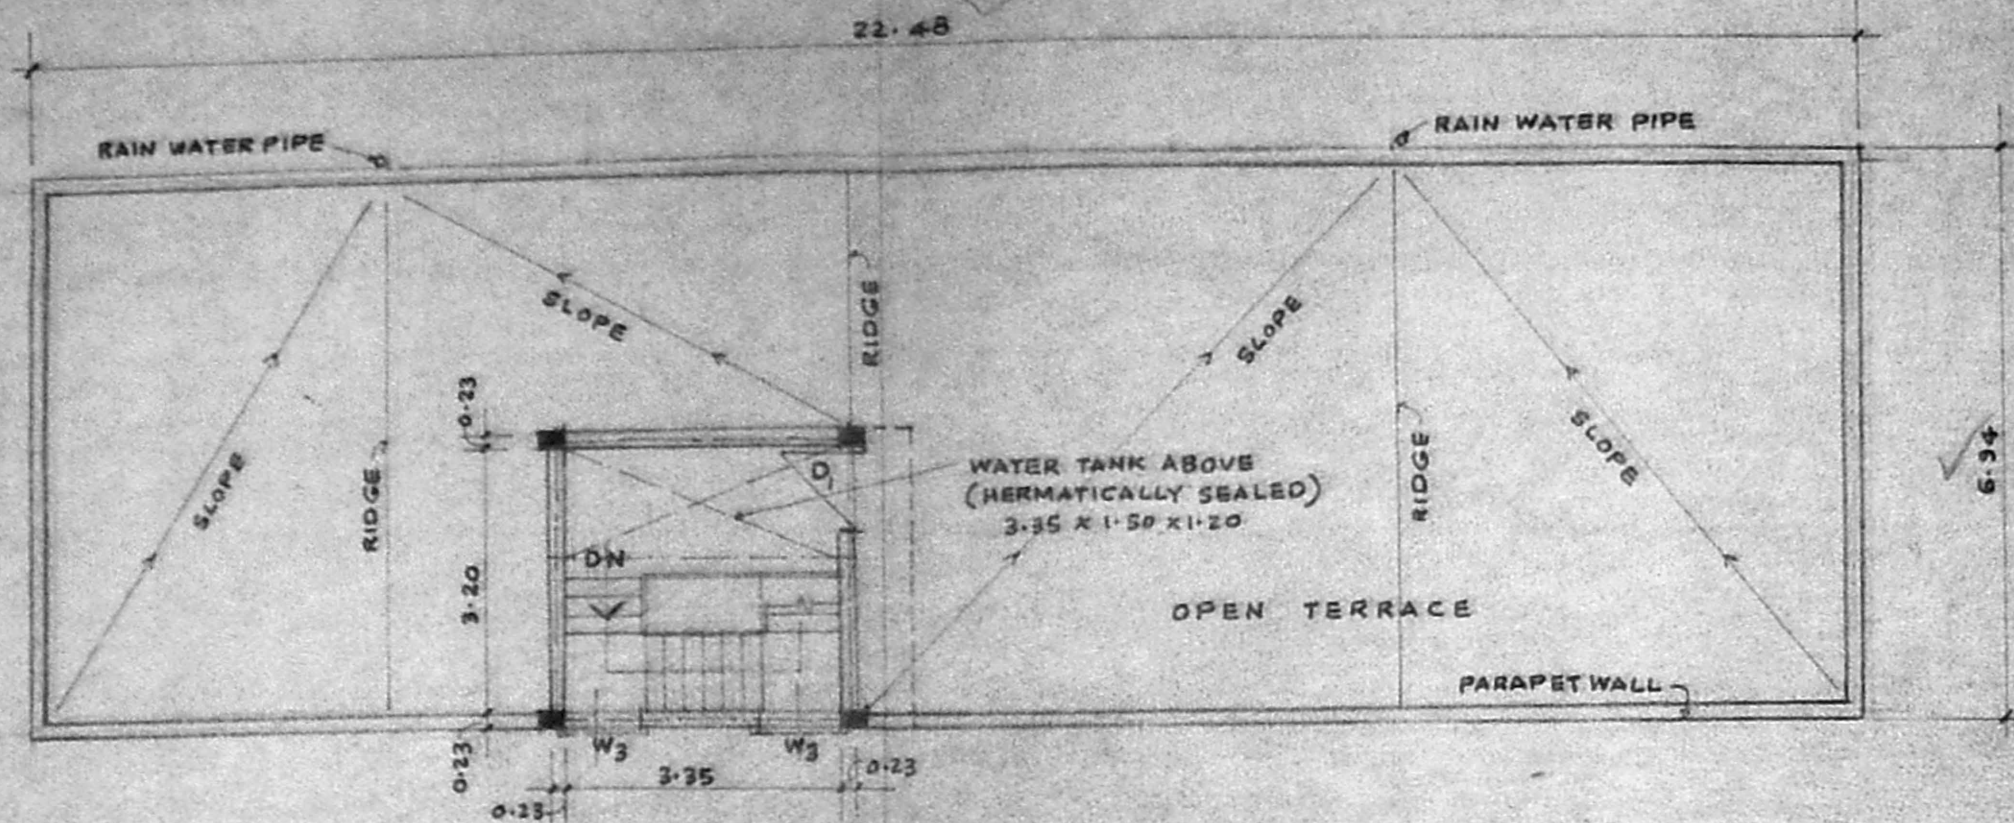 22.48
RAIN WATER PIPE
RAIN WATER PIPE
SLOPE
RIDGE
SLOPE
RIDGE
SLOPE
RIDGE
SLOPE
0.23
3.20
0.23
D1
DN
WATER TANK ABOVE
(HERMATICALLY SEALED)
3.35 x 1.50 x 1.20
OPEN TERRACE
PARAPET WALL
6.94
W3
W3
3.35
0.23
0.23